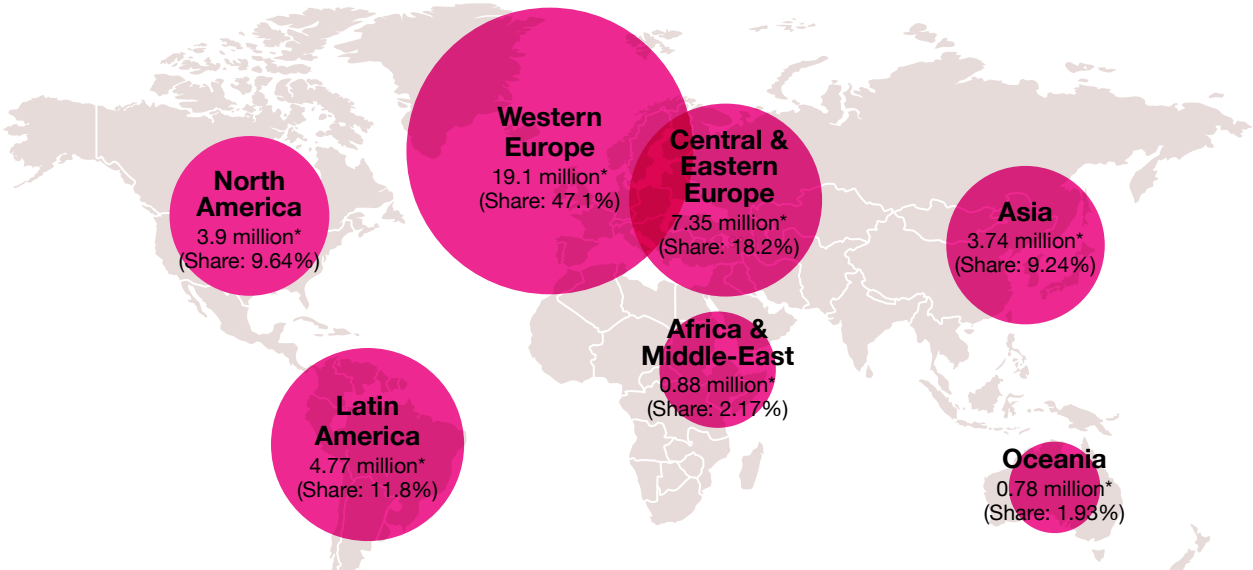 Western
Europe
19.1 million*
(Share: 47.1%)
Central &
Eastern
Europe
7.35 million*
(Share: 18.2%)
North
America
3.9 million*
(Share: 9.64%)
Asia
3.74 million*
(Share: 9.24%)
Africa &
Middle-East
0.88 million*
(Share: 2.17%)
Latin
America
4.77 million*
(Share: 11.8%)
Oceania
0.78 million*
(Share: 1.93%)